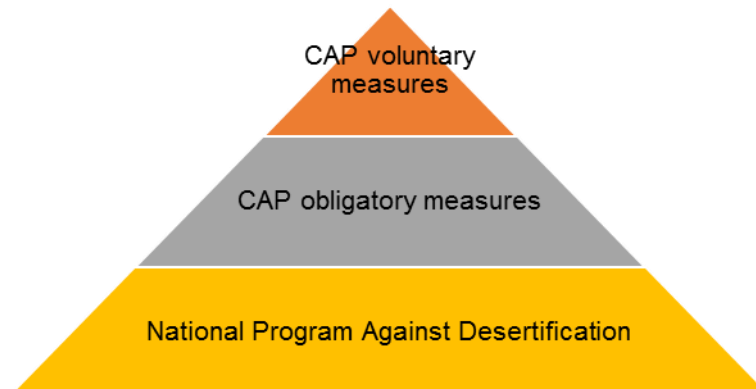 CAP voluntary
measures
CAP obligatory measures
National Program Against Desertification